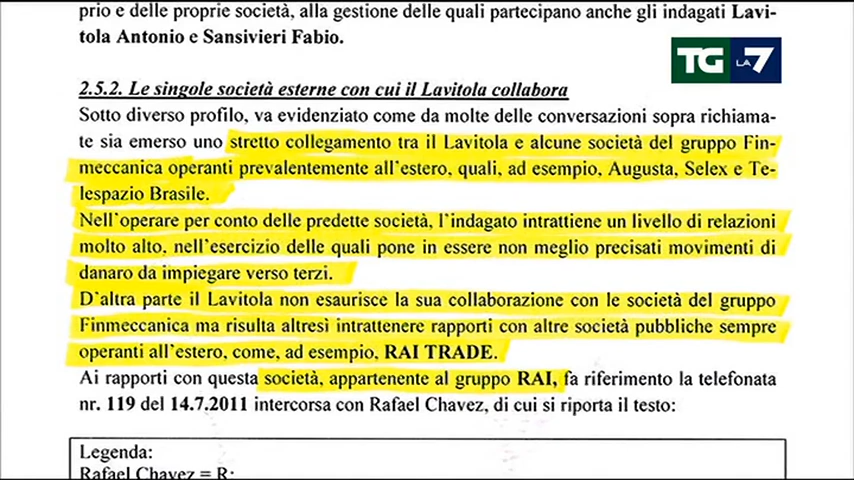 prio e delle proprie società, alla gestione delle quali partecipano anche gli indagati Lavi-
tola Antonio e Sansivieri Fabio.
TG LA 7
2.5.2. Le singole società esterne con cui il Lavitola collabora
Sotto diverso profilo, va evidenziato come da molte delle conversazioni sopra richiama-
te sia emerso uno stretto collegamento tra il Lavitola e alcune società del gruppo Fin-
meccanica operanti prevalentemente all'estero, quali, ad esempio, Augusta, Selex e Te-
lespazio Brasile.
Nell'operare per conto delle predette società, l'indagato intrattiene un livello di relazioni
molto alto, nell'esercizio delle quali pone in essere non meglio precisati movimenti di
danaro da impiegare verso terzi.
D'altra parte il Lavitola non esaurisce la sua collaborazione con le società del gruppo
Finmeccanica ma risulta altresì intrattenere rapporti con altre società pubbliche sempre
operanti all'estero, come, ad esempio, RAI TRADE.
Ai rapporti con questa società, appartenente al gruppo RAI, fa riferimento la telefonata
nr. 119 del 14.7.2011 intercorsa con Rafael Chavez, di cui si riporta il testo:
Legenda:
Rafael Chavez = R;